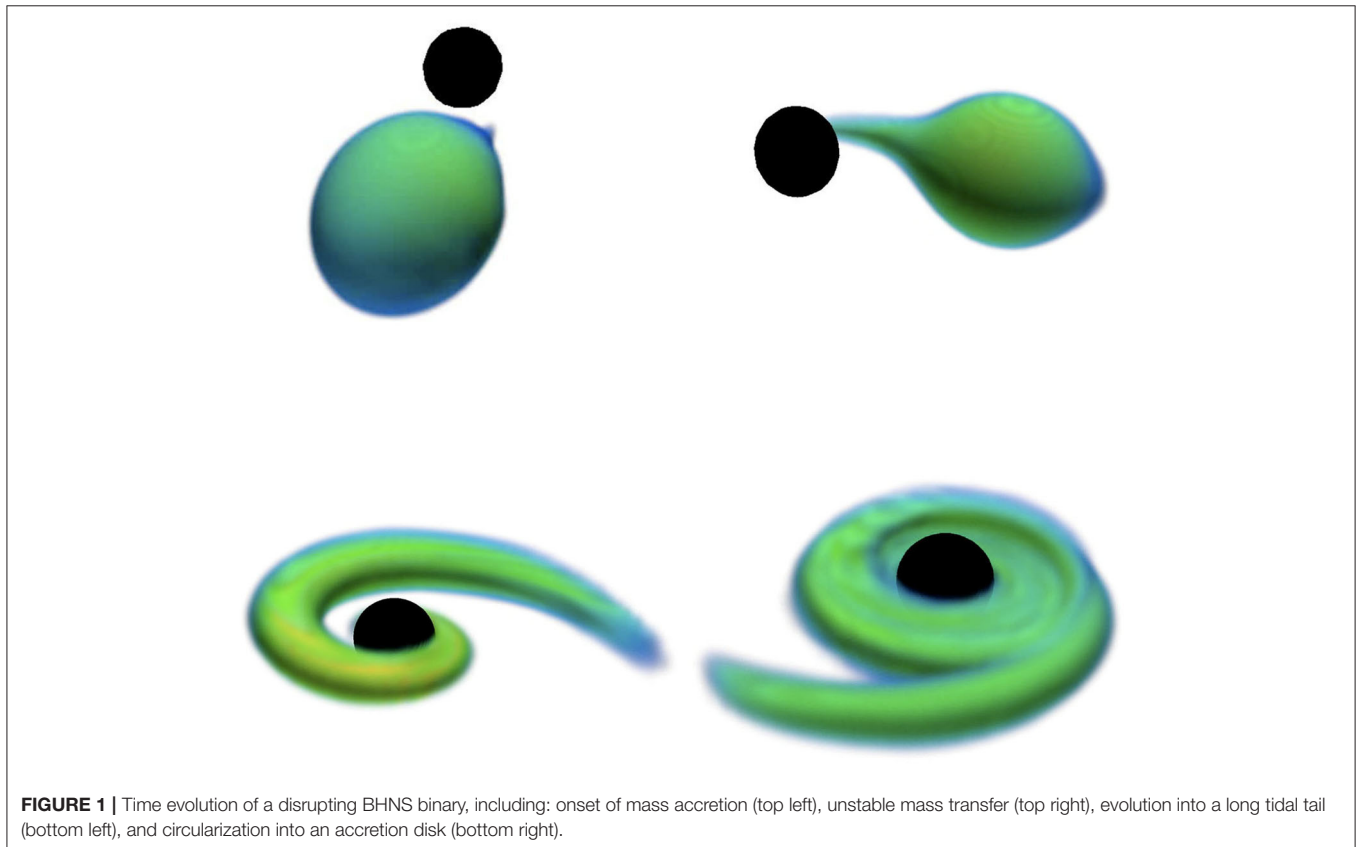 FIGURE 1 | Time evolution of a disrupting BHNS binary, including: onset of mass accretion (top left), unstable mass transfer (top right), evolution into a long tidal tail
(bottom left), and circularization into an accretion disk (bottom right).